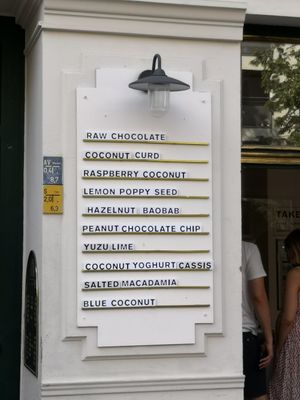 RAW CHOCOLATE
COCONUT CURD
RASPBERRY COCONUT
LEMON POPPY SEED
HAZELNUT BAOBAB
PEANUT CHOCOLATE CHIP
YUZU LIME
COCONUT YOGHURT CASSIS
SALTED MACADAMIA
BLUE COCONUT
TAKE